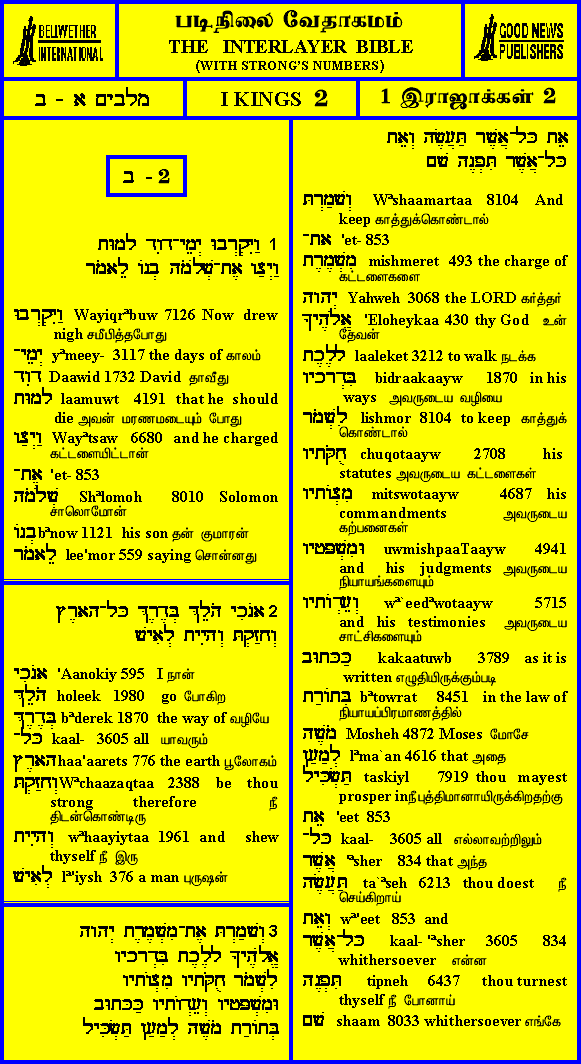 BELLWETHER
INTERNATIONAL
படிநிலை வேதாகமம்
THE INTERLAYER BIBLE
(WITH STRONG'S NUMBERS)
GOOD NEWS
PUBLISHERS
מלכים א - ב
I KINGS 2
1 இராஜாக்கள் 2
ב - 2
1 וַיִּקְרְבוּ יְמֵי־דָוִד לָמוּת
וַיְצַו אֶת־שְׁלֹמֹה בְנוֹ לֵאמֹר
וַיִּקְרְבוּ Wayiqrᵃbuw 7126 Now drew
nigh சமீபித்தபோது
יְמֵי־ yᵃmeey- 3117 the days of காலம்
דָוִד Daawid 1732 David தாவீது
לָמוּת laamuwt 4191 that he should
die அவன் மரணமடையும் போது
וַיְצַו Wayᵃtsaw 6680 and he charged
கட்டளையிட்டான்
אֶת־ 'et- 853
שְׁלֹמֹה Shᵃlomoh 8010 Solomon
சாலொமோன்
בְנוֹ bᵃnow 1121 his son தன் குமாரன்
לֵאמֹר lee'mor 559 saying சொன்னது
2 אָנֹכִי הֹלֵךְ בְּדֶרֶךְ כָּל־הָאָרֶץ
וְחָזַקְתָּ וְהָיִיתָ לְאִישׁ
אָנֹכִי 'Aanokiy 595 I நான்
הֹלֵךְ holeek 1980 go போகிற
בְּדֶרֶךְ bᵃderek 1870 the way of வழியே
כָּל־ kaal- 3605 all யாவரும்
הָאָרֶץ haa'aarets 776 the earth பூலோகம்
וְחָזַקְתָּ Wᵃchaazaqtaa 2388 be thou
strong therefore நீ
திடன்கொண்டிரு
וְהָיִיתָ wᵃhaayiytaa 1961 and shew
thyself நீ இரு
לְאִישׁ lᵃ'iysh 376 a man புருஷன்
3 וְשָׁמַרְתָּ אֶת־מִשְׁמֶרֶת יְהוָה
אֱלֹהֶיךָ לָלֶכֶת בִּדְרָכָיו
לִשְׁמֹר חֻקֹּתָיו מִצְוֹתָיו
וּמִשְׁפָּטָיו וְעֵדְוֹתָיו כַּכָּתוּב
בְּתוֹרַת מֹשֶׁה לְמַעַן תַּשְׂכִּיל
אֵת כָּל־אֲשֶׁר תַּעֲשֶׂה וְאֵת
כָּל־אֲשֶׁר תִּפְנֶה שָׁם
וְשָׁמַרְתָּ Wᵃshaamartaa 8104 And
keep காத்துக்கொண்டால்
אֶת־ 'et- 853
מִשְׁמֶרֶת mishmeret 493 the charge of
கட்டளைகளை
יְהוָה Yahweh 3068 the LORD கர்த்தர்
אֱלֹהֶיךָ 'Eloheykaa 430 thy God உன்
தேவன்
לָלֶכֶת laaleket 3212 to walk நடக்க
בִּדְרָכָיו bidraakaayw 1870 in his
ways அவருடைய வழியை
לִשְׁמֹר lishmor 8104 to keep காத்துக்
கொண்டால்
חֻקֹּתָיו chuqotaayw 2708 his
statutes அவருடைய கட்டளைகள்
מִצְוֹתָיו mitswotaayw 4687 his
commandments அவருடைய
கற்பனைகள்
וּמִשְׁפָּטָיו uwmishpaaTaayw 4941
and his judgments அவருடைய
நியாயங்களையும்
וְעֵדְוֹתָיו wᵃ`eedᵃwotaayw 5715
and his testimonies அவருடைய
சாட்சிகளையும்
כַּכָּתוּב kakaatuwb 3789 as it is
written எழுதியிருக்கும்படி
בְּתוֹרַת bᵃtowrat 8451 in the law of
நியாயப்பிரமாணத்தில்
מֹשֶׁה Mosheh 4872 Moses மோசே
לְמַעַן lᵃma`an 4616 that அதை
תַּשְׂכִּיל taskiyl 7919 thou mayest
prosper in நீ புத்திமானாயிருக்கிறதற்கு
אֵת 'eet 853
כָּל־ kaal- 3605 all எல்லாவற்றிலும்
אֲשֶׁר 'ᵃsher 834 that அந்த
תַּעֲשֶׂה ta`ᵃseh 6213 thou doest நீ
செய்கிறாய்
וְאֵת wᵃ'eet 853 and
כָּל־אֲשֶׁר kaal-'ᵃsher 3605 834
whithersoever என்ன
תִּפְנֶה tipneh 6437 thou turnest
thyself நீ போனாய்
שָׁם shaam 8033 whithersoever எங்கே